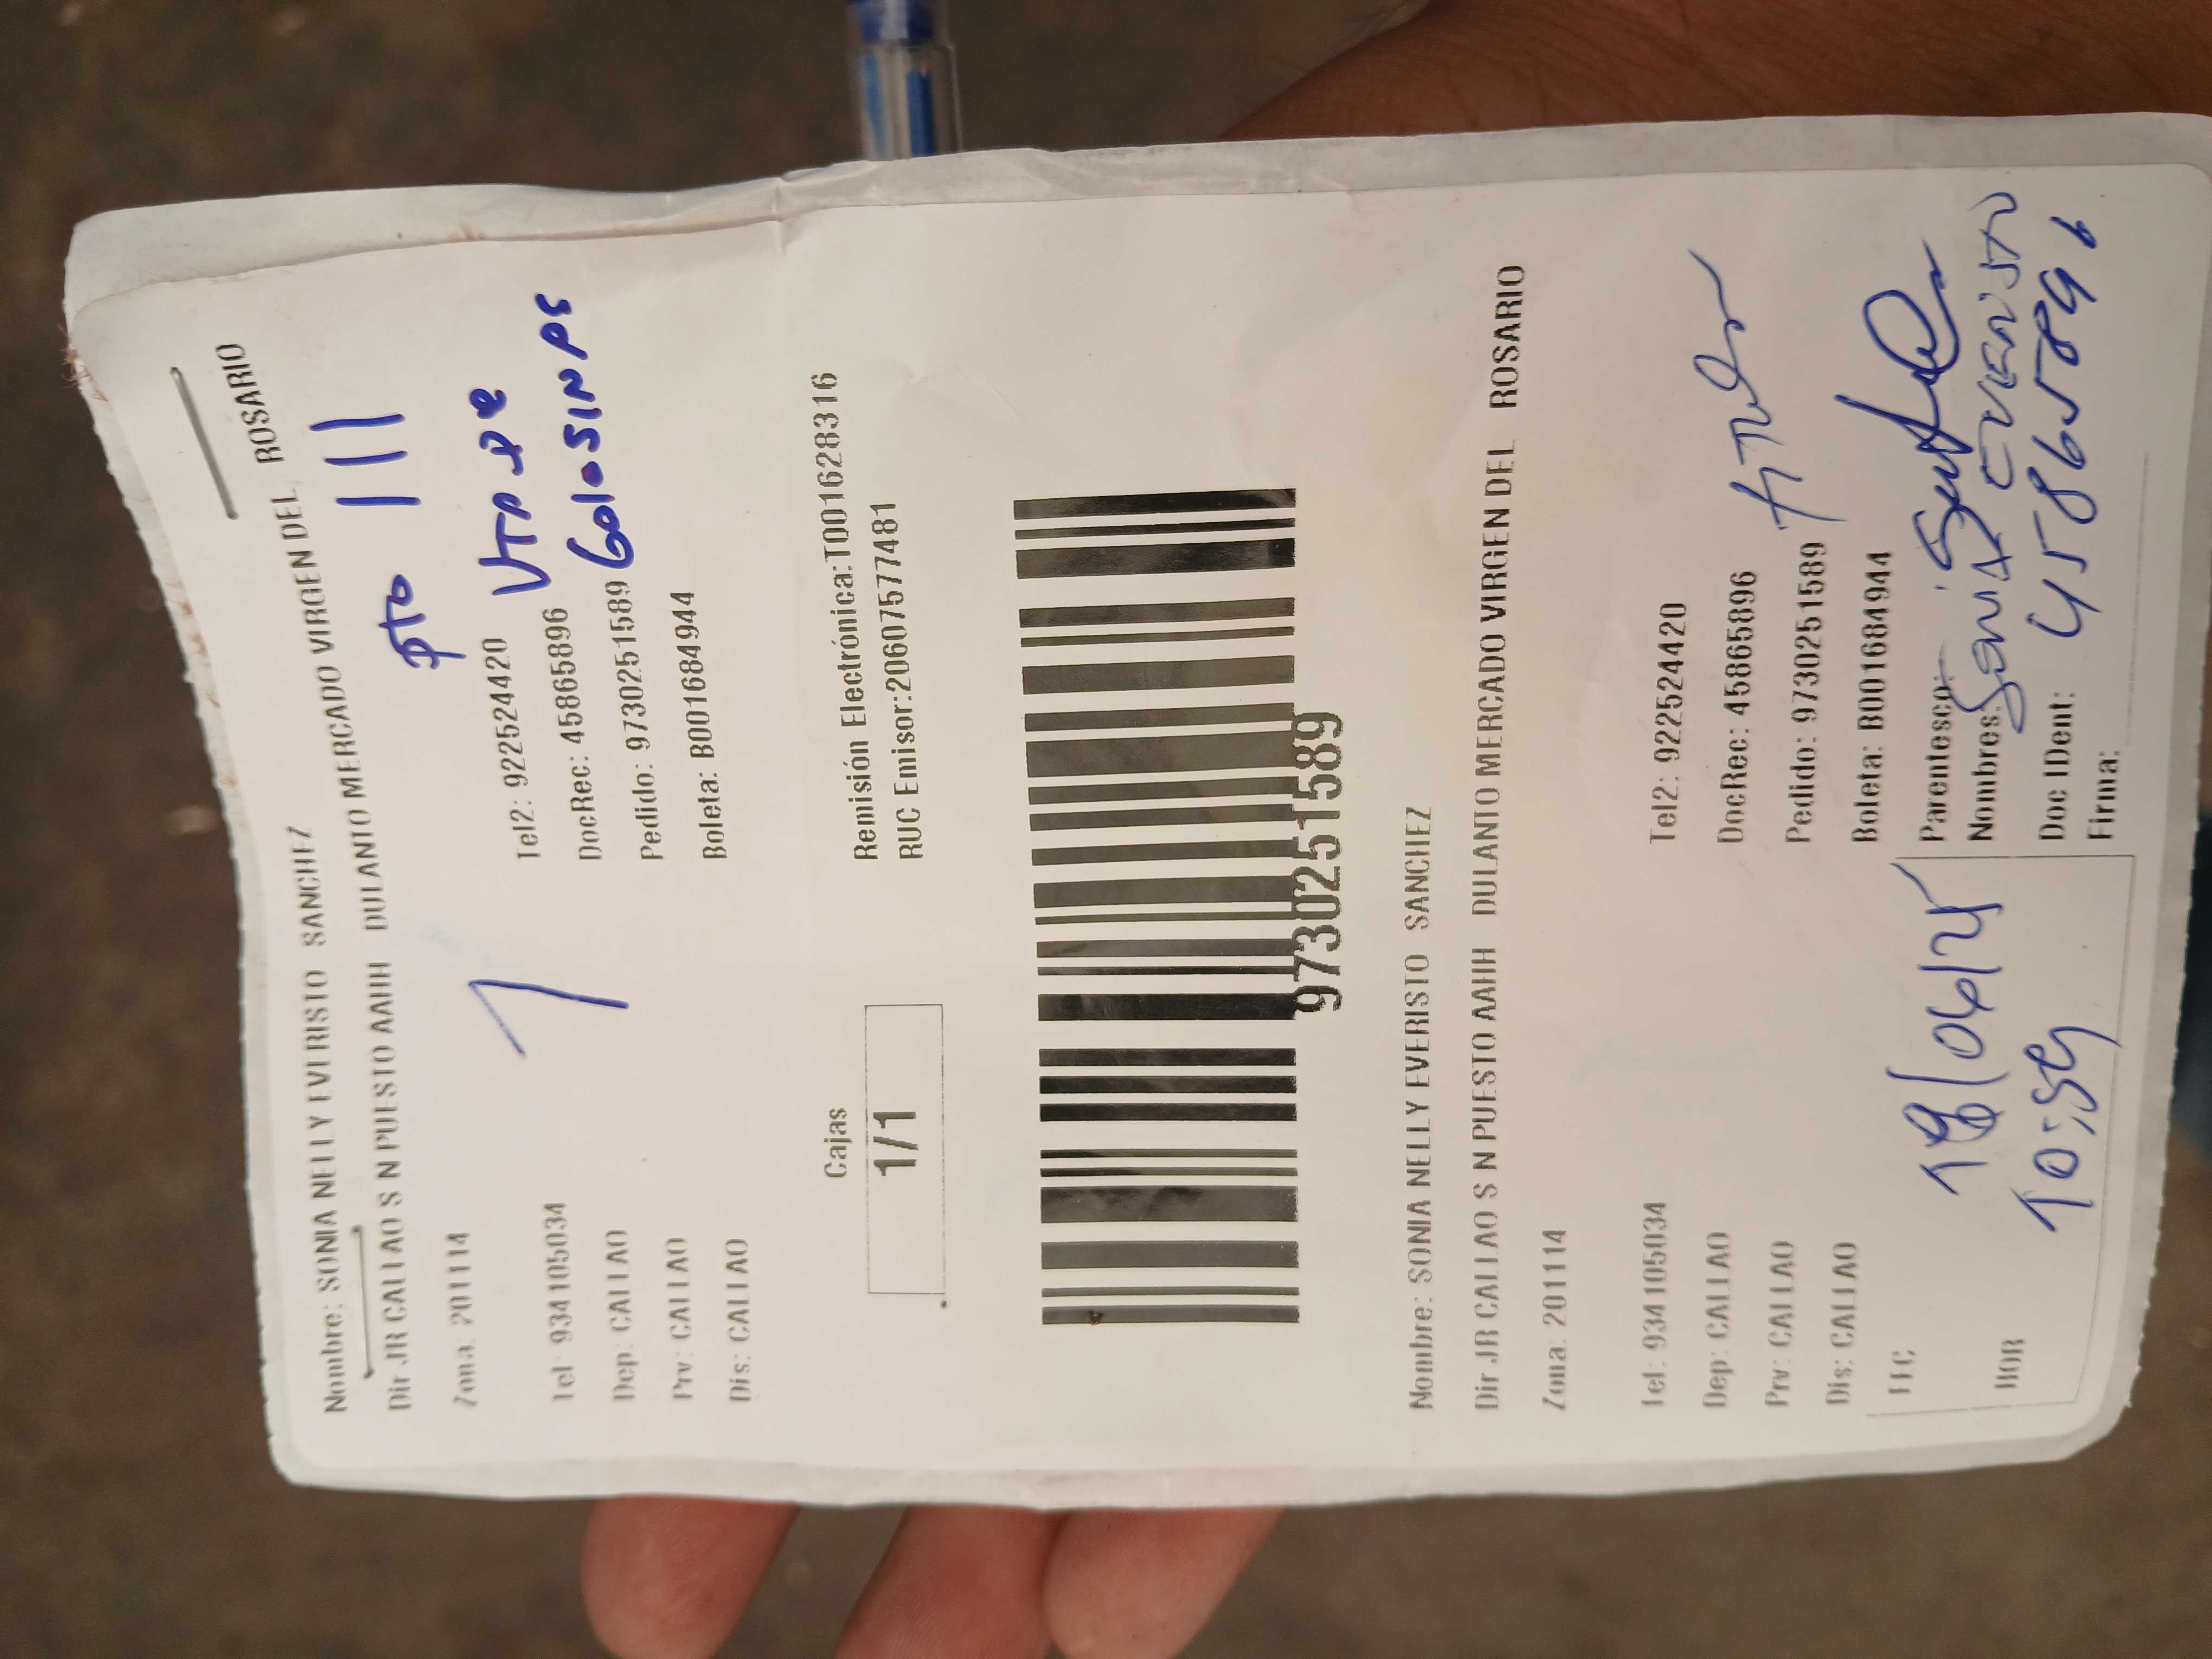 Nombre: SONIA NELLY EVERISTO SANCHEZ
Dir JR CALLAO S N PUESTO AAHH DULANTO MERCADO VIRGEN DEL ROSARIO
PTO 111
Zona: 201114
Tel: 934105034 Tel2: 922524420
VTA de
Golosinas
Dep: CALLAO DocRec: 45865896
Prv: CALLAO Pedido: 9730251589
Dis: CALLAO Boleta: B001684944
Cajas
1/1
Remisión Electrónica:T001628316
RUC Emisor:20607577481
9730251589
Nombre: SONIA NELLY EVERISTO SANCHEZ
Dir JR CALLAO S N PUESTO AAHH DULANTO MERCADO VIRGEN DEL ROSARIO
Zona: 201114
Tel: 934105034 Tel2: 922524420
Dep: CALLAO DocRec: 45865896
Prv: CALLAO Pedido: 9730251589
Dis: CALLAO Boleta: B001684944
FEC
HOR 10:59
Parentesco: Titular
Nombres: Sonia Everisto
Doc IDent: 45865896
Firma: